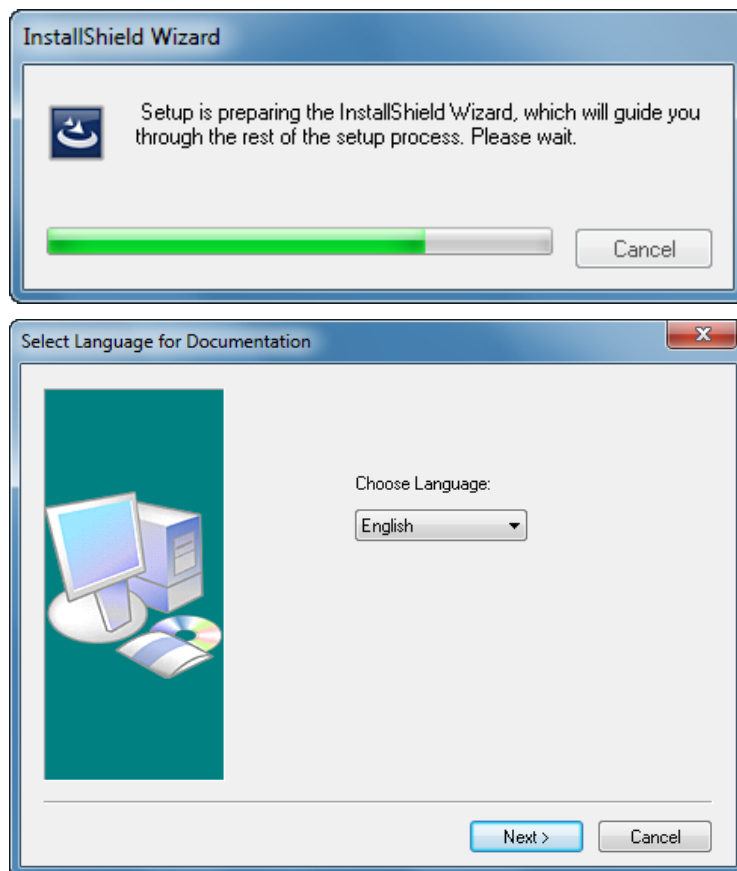 InstallShield Wizard
Setup is preparing the InstallShield Wizard, which will guide you
through the rest of the setup process. Please wait.
Cancel
Select Language for Documentation
Choose Language:
English
Next >
Cancel